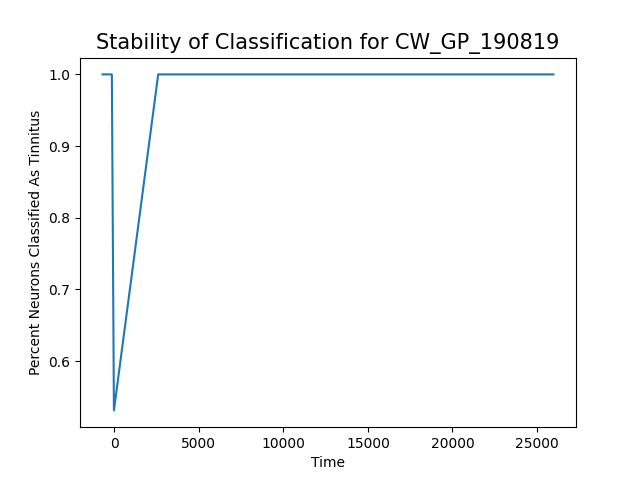 Stability of Classification for CW_GP_190819
Percent Neurons Classified As Tinnitus
1.0
0.9
0.8
0.7
0.6
0 5000 10000 15000 20000 25000
Time